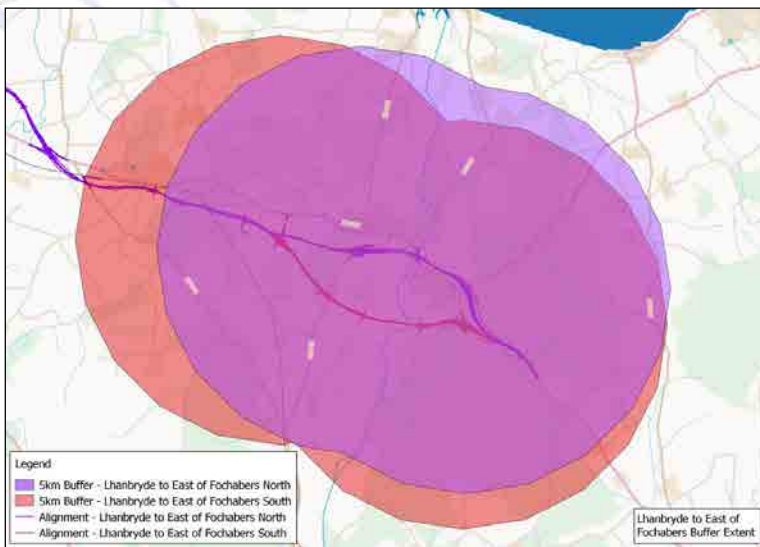 Legend
5km Buffer - Lhanbryde to East of Fochabers North
5km Buffer - Lhanbryde to East of Fochabers South
Alignment - Lhanbryde to East of Fochabers North
Alignment - Lhanbryde to East of Fochabers South
Lhanbryde to East of
Fochabers Buffer Extent